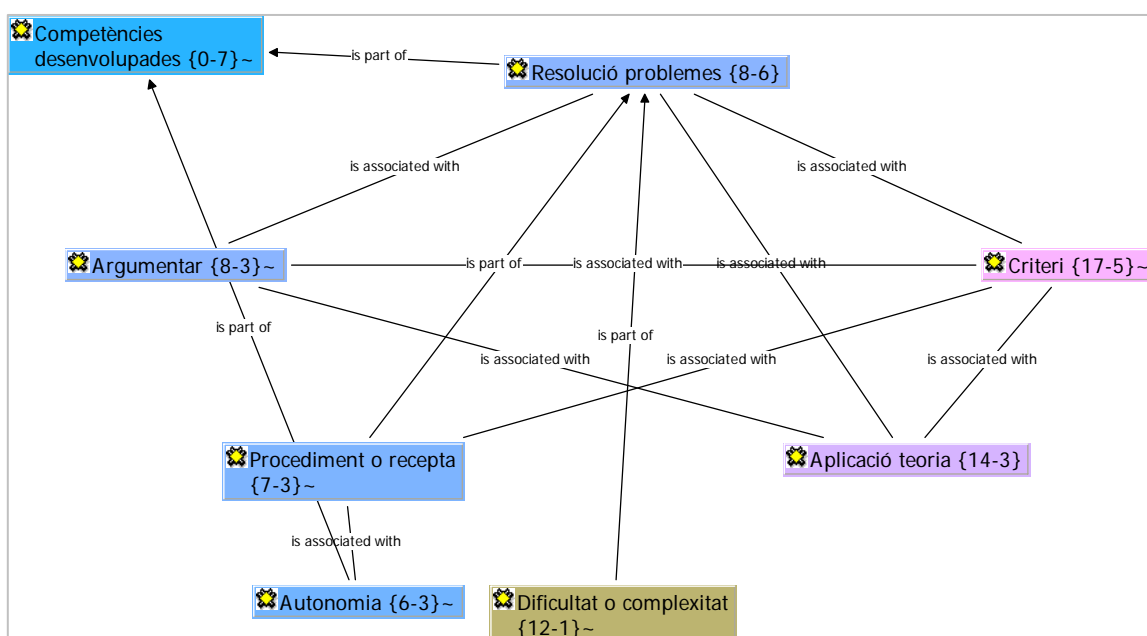 Competències
desenvolupades {0-7}~
is part of
Resolució problemes {8-6}
is associated with
is associated with
Argumentar {8-3}~
is part of
is associated with
is associated with
Criteri {17-5}~
is part of
is part of
is associated with
is associated with
is associated with
Procediment o recepta
{7-3}~
Aplicació teoria {14-3}
is associated with
Autonomia {6-3}~
Dificultat o complexitat
{12-1}~